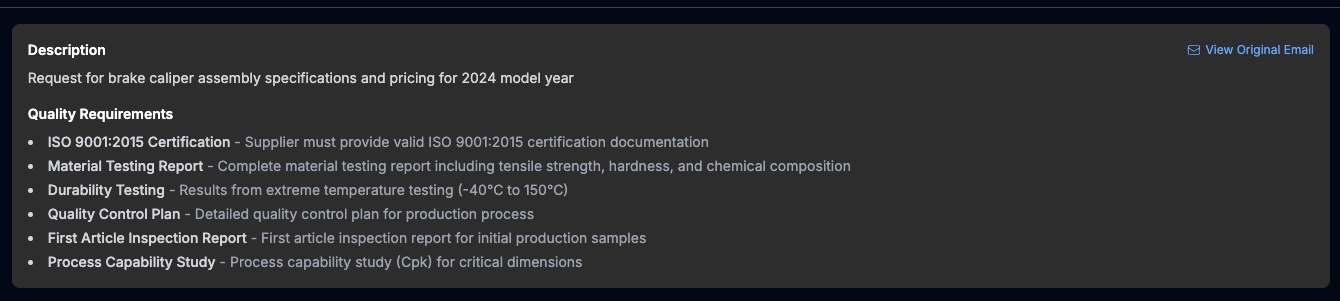 Description
View Original Email
Request for brake caliper assembly specifications and pricing for 2024 model year
Quality Requirements
• ISO 9001:2015 Certification - Supplier must provide valid ISO 9001:2015 certification documentation
• Material Testing Report - Complete material testing report including tensile strength, hardness, and chemical composition
• Durability Testing - Results from extreme temperature testing (-40°C to 150°C)
• Quality Control Plan - Detailed quality control plan for production process
• First Article Inspection Report - First article inspection report for initial production samples
• Process Capability Study - Process capability study (Cpk) for critical dimensions